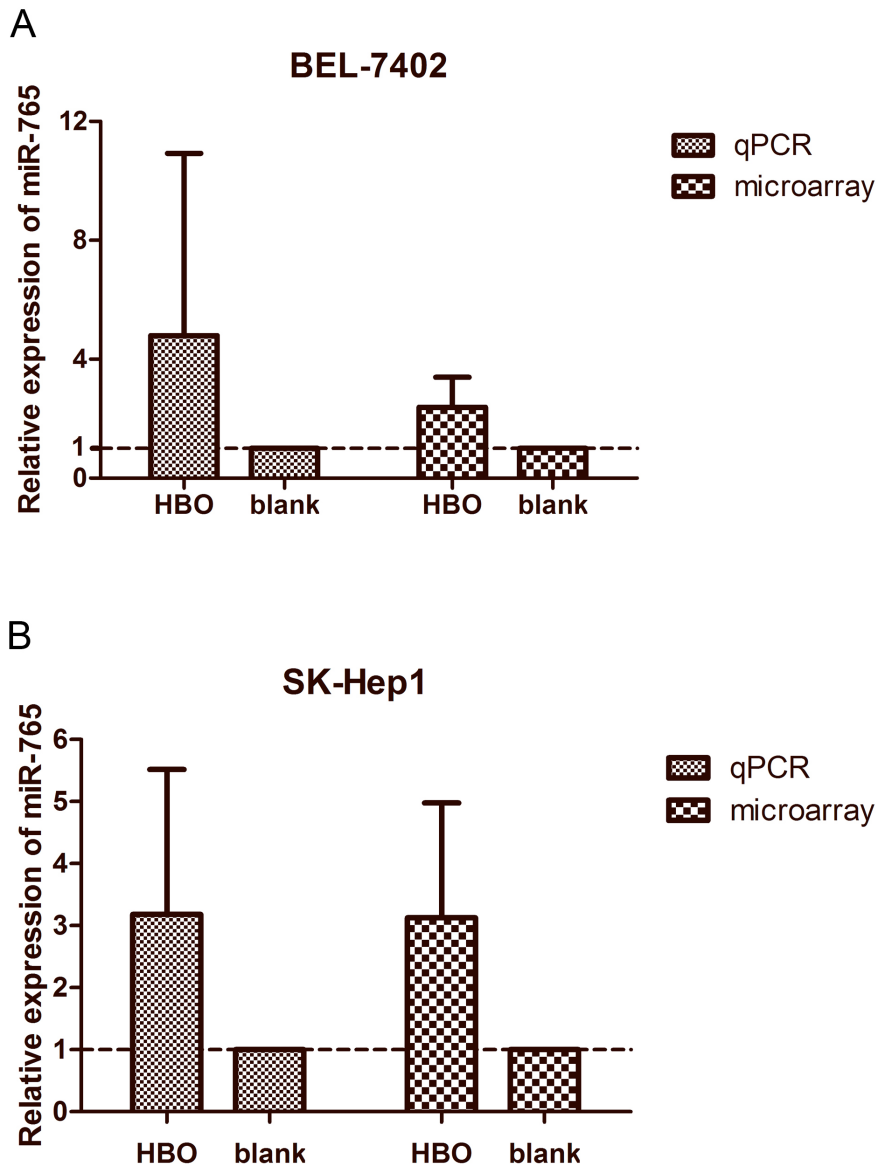 A
BEL-7402
Relative expression of miR-765
12
8
4
1
0
HBO
blank
HBO
blank
qPCR
microarray
B
SK-Hep1
Relative expression of miR-765
6
5
4
3
2
1
0
HBO
blank
HBO
blank
qPCR
microarray